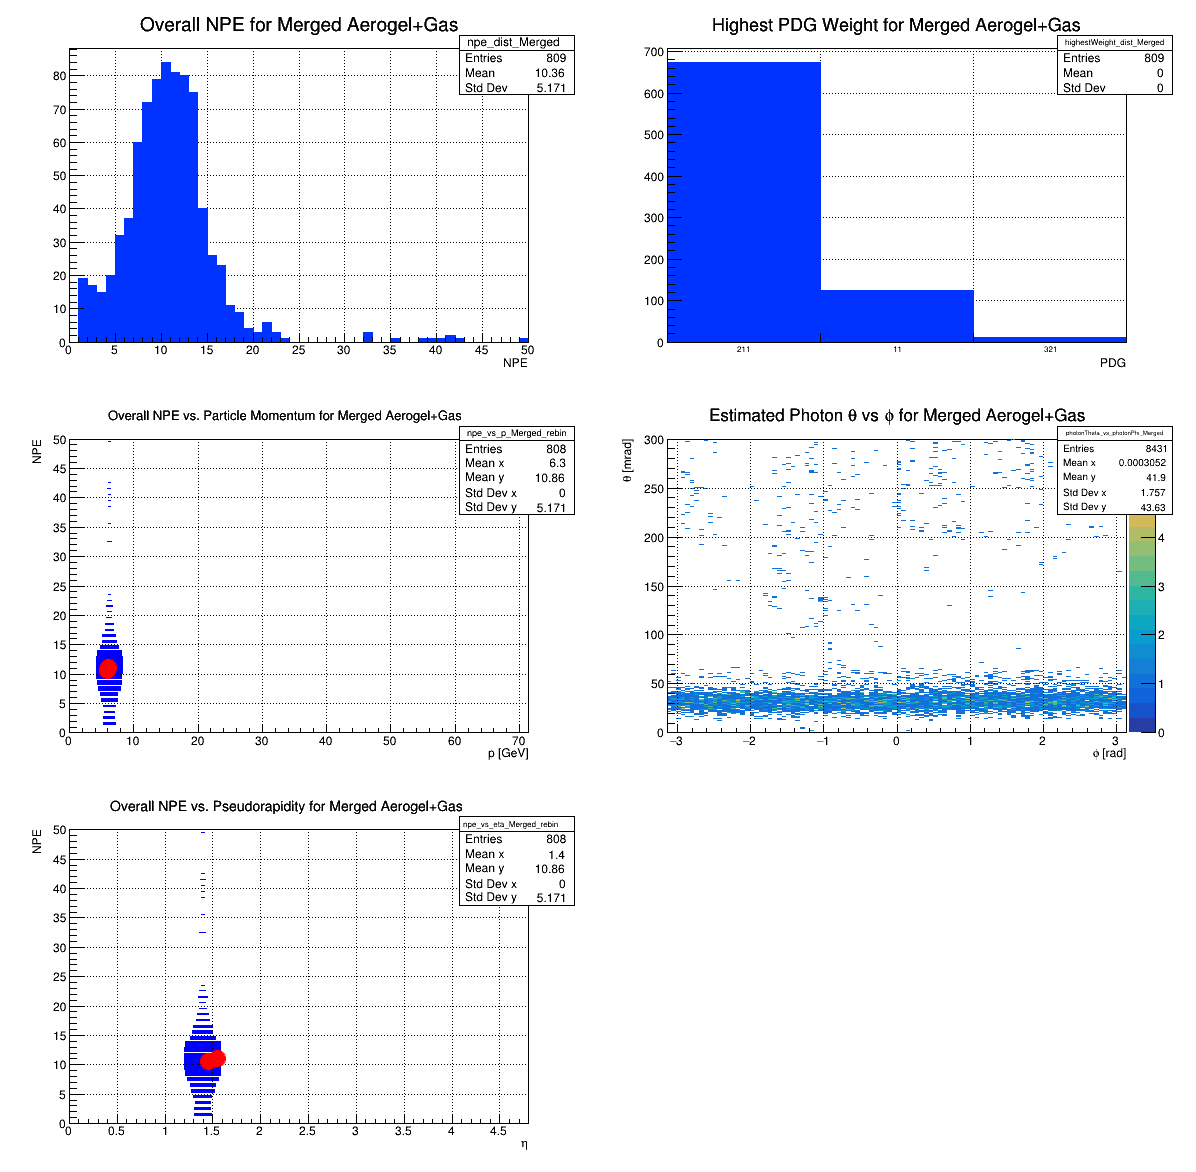 Overall NPE for Merged Aerogel+Gas
npe_dist_Merged
Entries 809
Mean 10.36
Std Dev 5.171
80
70
60
50
40
30
20
10
0
0 5 10 15 20 25 30 35 40 45 50
NPE
Highest PDG Weight for Merged Aerogel+Gas
highestWeight_dist_Merged
Entries 809
Mean 0
Std Dev 0
700
600
500
400
300
200
100
0
211 11 321
PDG
Overall NPE vs. Particle Momentum for Merged Aerogel+Gas
npe_vs_p_Merged_rebin
Entries 808
Mean x 6.3
Mean y 10.86
Std Dev x 0
Std Dev y 5.171
NPE
50
45
40
35
30
25
20
15
10
5
0
0 10 20 30 40 50 60 70
p [GeV]
Estimated Photon θ vs ϕ for Merged Aerogel+Gas
photonTheta_vs_photonPhi_Merged
Entries 8431
Mean x 0.0003052
Mean y 41.9
Std Dev x 1.757
Std Dev y 43.63
θ [mrad]
300
250
200
150
100
50
0
−3 −2 −1 0 1 2 3
ϕ [rad]
4
3
2
1
0
Overall NPE vs. Pseudorapidity for Merged Aerogel+Gas
npe_vs_eta_Merged_rebin
Entries 808
Mean x 1.4
Mean y 10.86
Std Dev x 0
Std Dev y 5.171
NPE
50
45
40
35
30
25
20
15
10
5
0
0 0.5 1 1.5 2 2.5 3 3.5 4 4.5
η